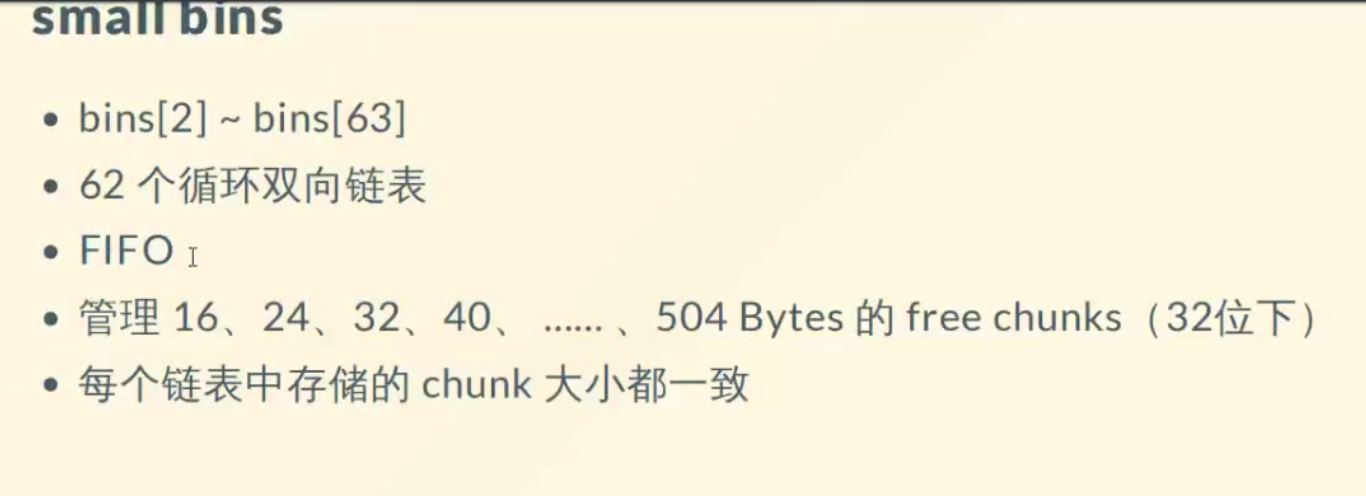 small bins
• bins[2] ~ bins[63]
• 62 个循环双向链表
• FIFO
• 管理 16、24、32、40、 ...... 、504 Bytes 的 free chunks（32位下）
• 每个链表中存储的 chunk 大小都一致